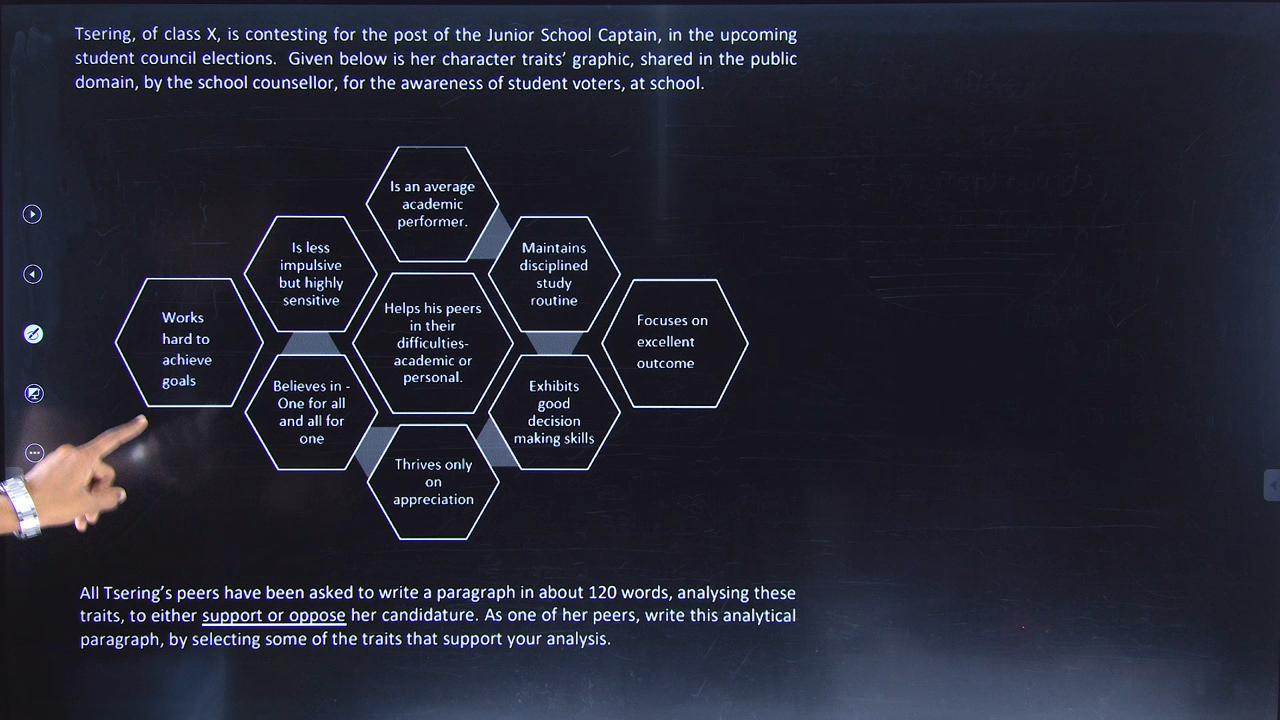 Tsering, of class X, is contesting for the post of the Junior School Captain, in the upcoming
student council elections. Given below is her character traits' graphic, shared in the public
domain, by the school counsellor, for the awareness of student voters, at school.
Is an average
academic
performer.
Is less
impulsive
but highly
sensitive
Maintains
disciplined
study
routine
Works
hard to
achieve
goals
Helps his peers
in their
difficulties-
academic or
personal.
Focuses on
excellent
outcome
Believes in -
One for all
and all for
one
Exhibits
good
decision
making skills
Thrives only
on
appreciation
All Tsering's peers have been asked to write a paragraph in about 120 words, analysing these
traits, to either support or oppose her candidature. As one of her peers, write this analytical
paragraph, by selecting some of the traits that support your analysis.